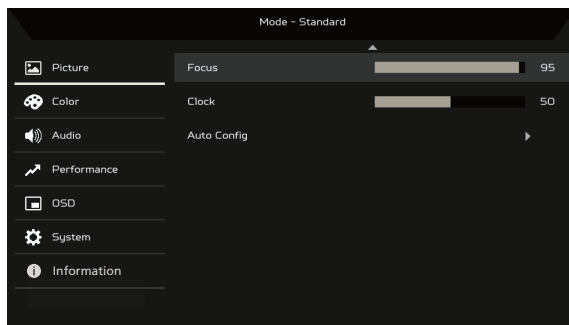 Mode - Standard
Picture
Focus 95
Color
Clock 50
Audio
Auto Config
Performance
OSD
System
Information